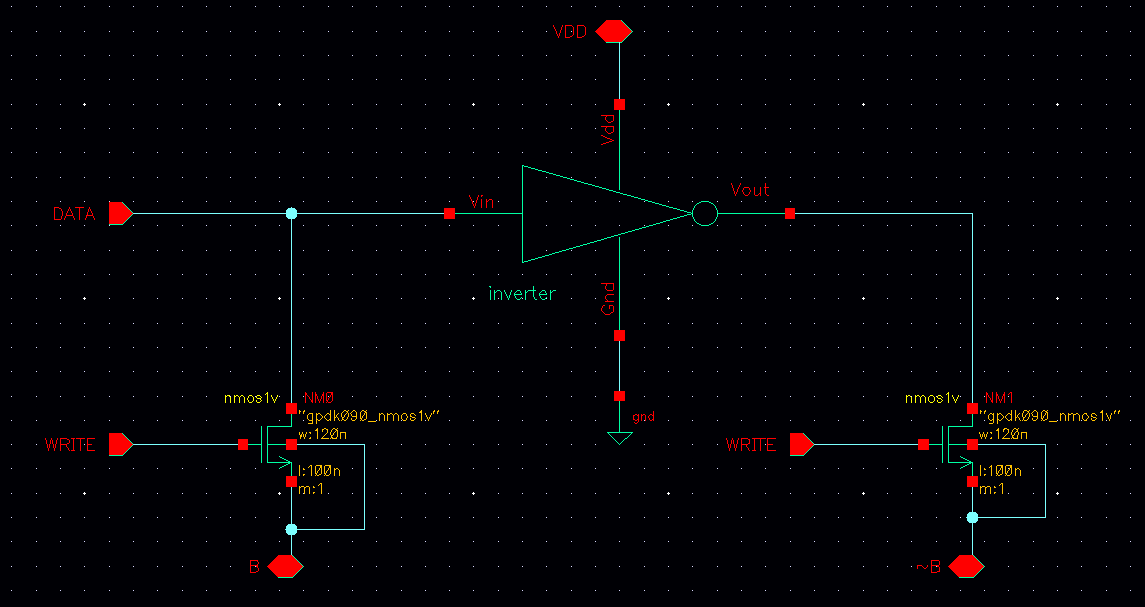 VDD
Vdd
DATA
Vin
Vout
inverter
Gnd
gnd
nmos1v
NM0
"gpdk090_nmos1v"
w:120n
WRITE
l:100n
m:1
B
nmos1v
NM1
"gpdk090_nmos1v"
w:120n
WRITE
l:100n
m:1
~B